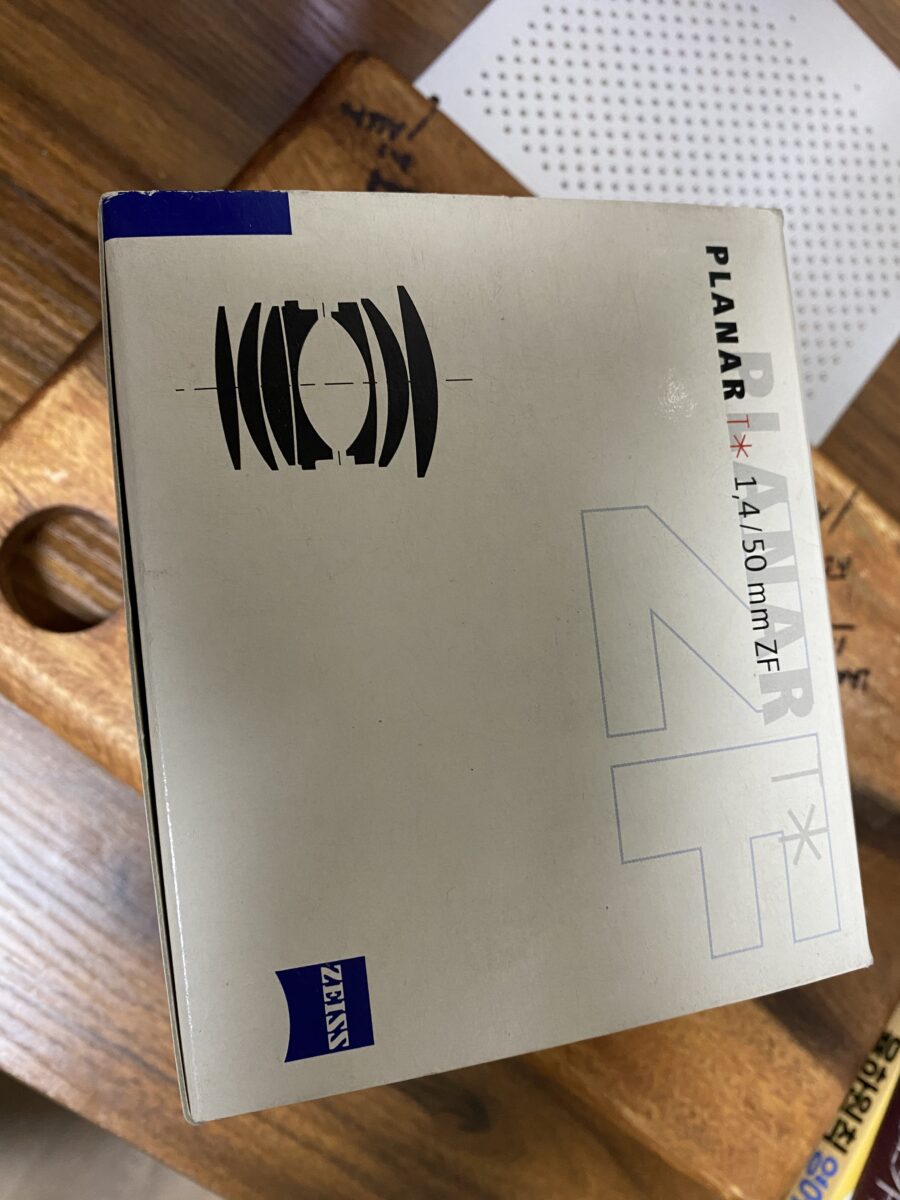 PLANAR T* 1,4/50 mm ZF
PLANAR T*
ZF
ZEISS